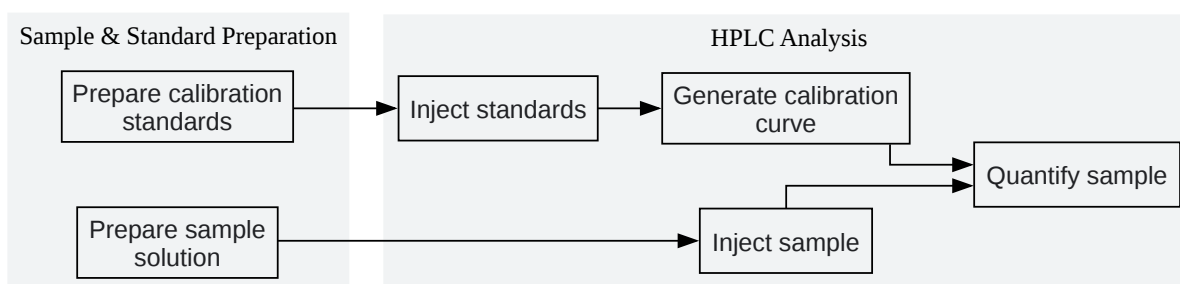 Sample & Standard Preparation
HPLC Analysis
Prepare calibration
standards
Inject standards
Generate calibration
curve
Quantify sample
Prepare sample
solution
Inject sample